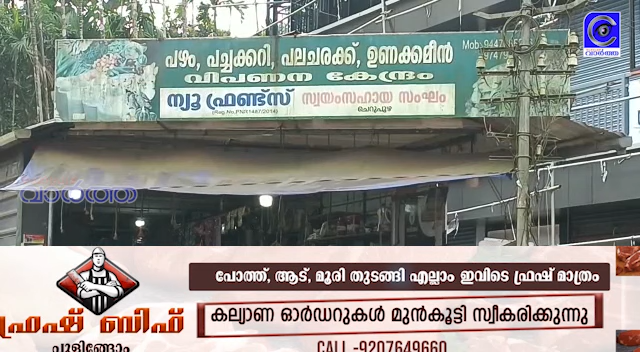 വാർത്ത
പഴം, പച്ചക്കറി, പലചരക്ക്, ഉണക്കമീൻ
വിപണന കേന്ദ്രം
ന്യൂ ഫ്രണ്ട്സ് സ്വയംസഹായ സംഘം
ചെറുപുഴ
വാർത്ത
പോത്ത്, ആട്, മൂരി തുടങ്ങി എല്ലാം ഇവിടെ ഫ്രഷ് മാത്രം
കല്യാണ ഓർഡറുകൾ മുൻകൂട്ടി സ്വീകരിക്കുന്നു
ഫ്രഷ് ബീഫ്
പുളിങ്ങോം
CALL -9207649660